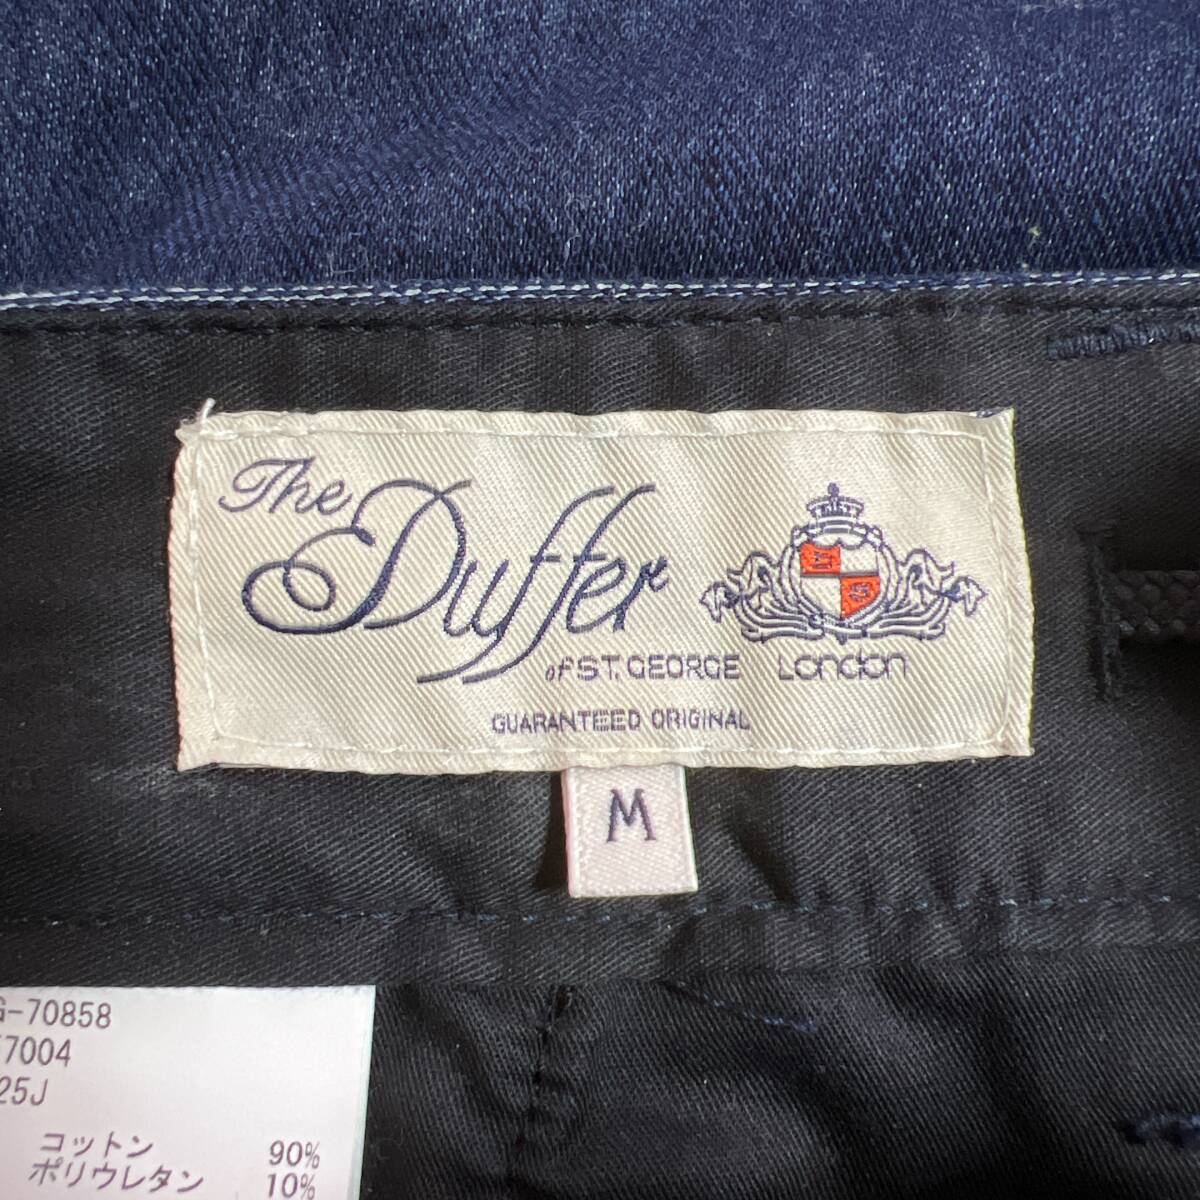 The
Duffer
of ST. GEORGE
London
GUARANTEED ORIGINAL
M
G-70858
7004
25J
コットン 90%
ポリウレタン 10%